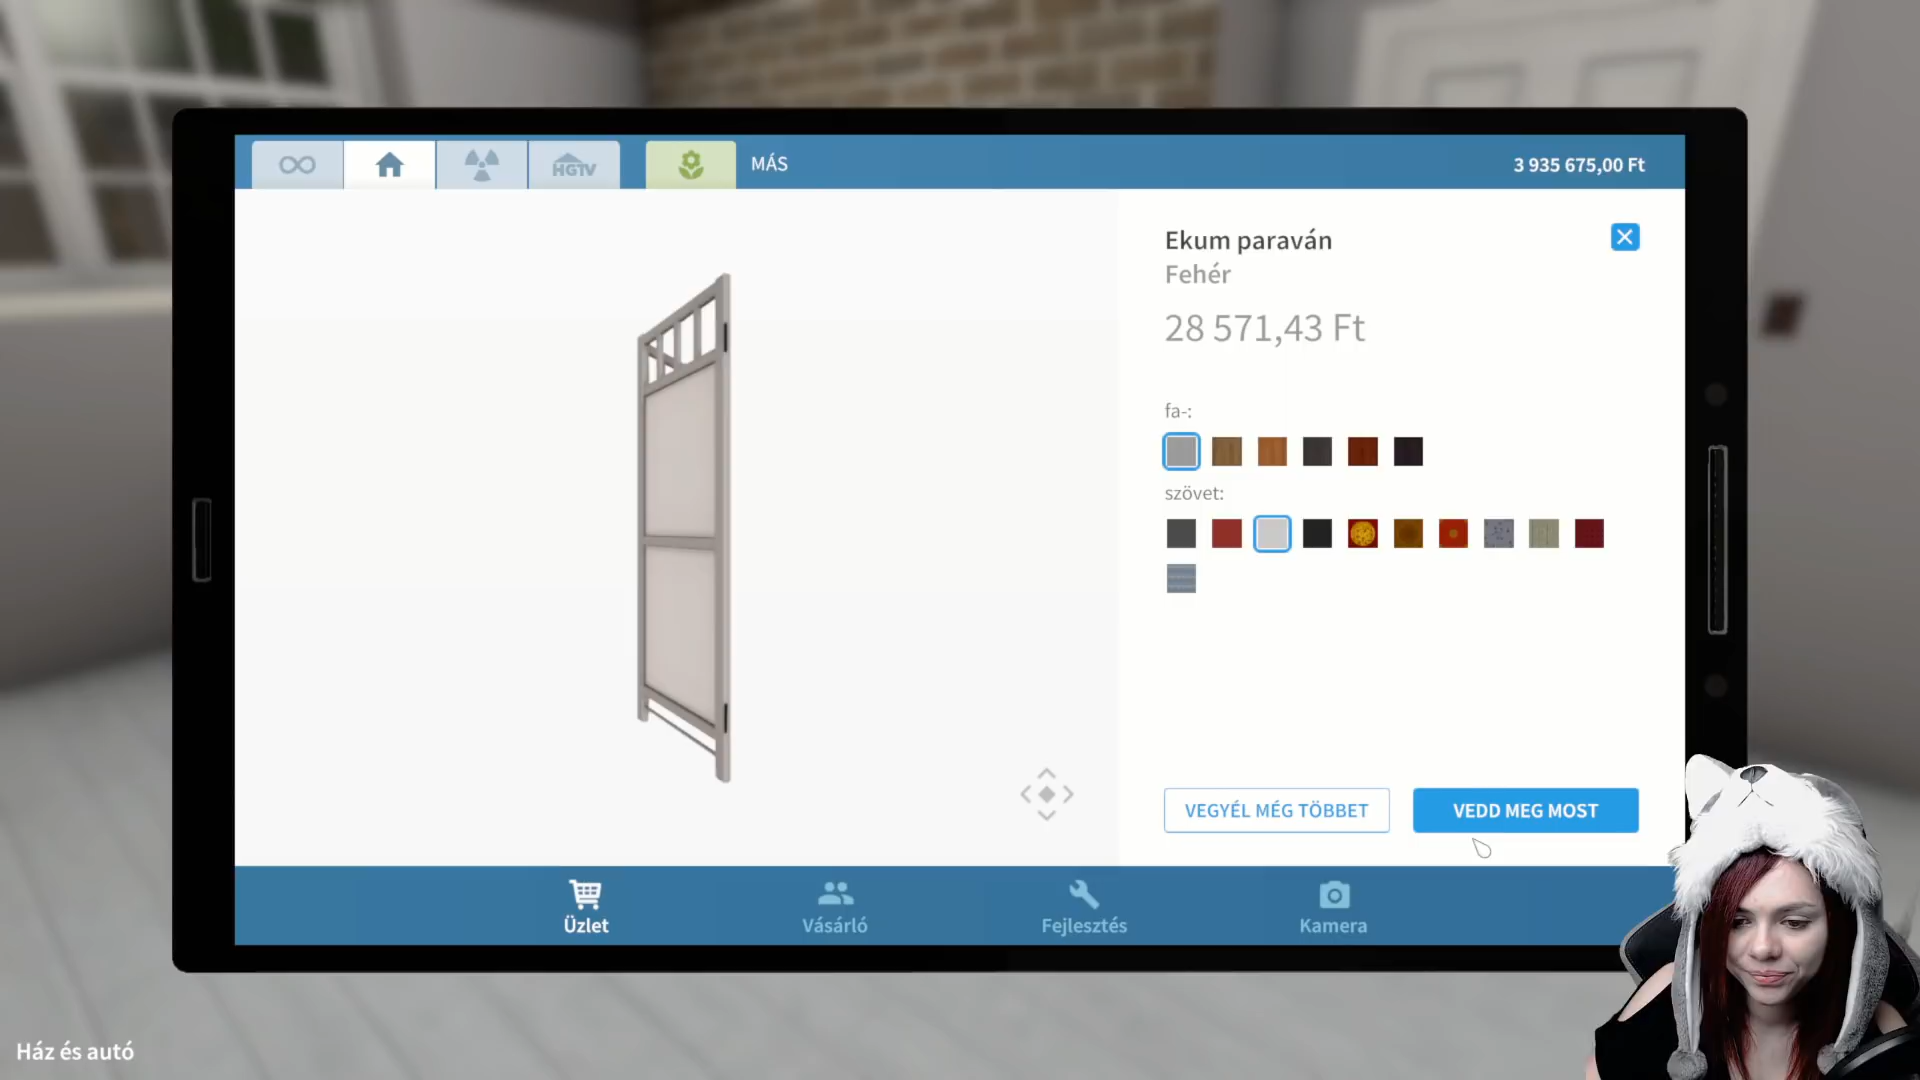 HGTV
MÁS
3 935 675,00 Ft
Ekum paraván
Fehér
28 571,43 Ft
fa-:
szövet:
VEGYÉL MÉG TÖBBET
VEDD MEG MOST
Üzlet
Vásárló
Fejlesztés
Kamera
Ház és autó